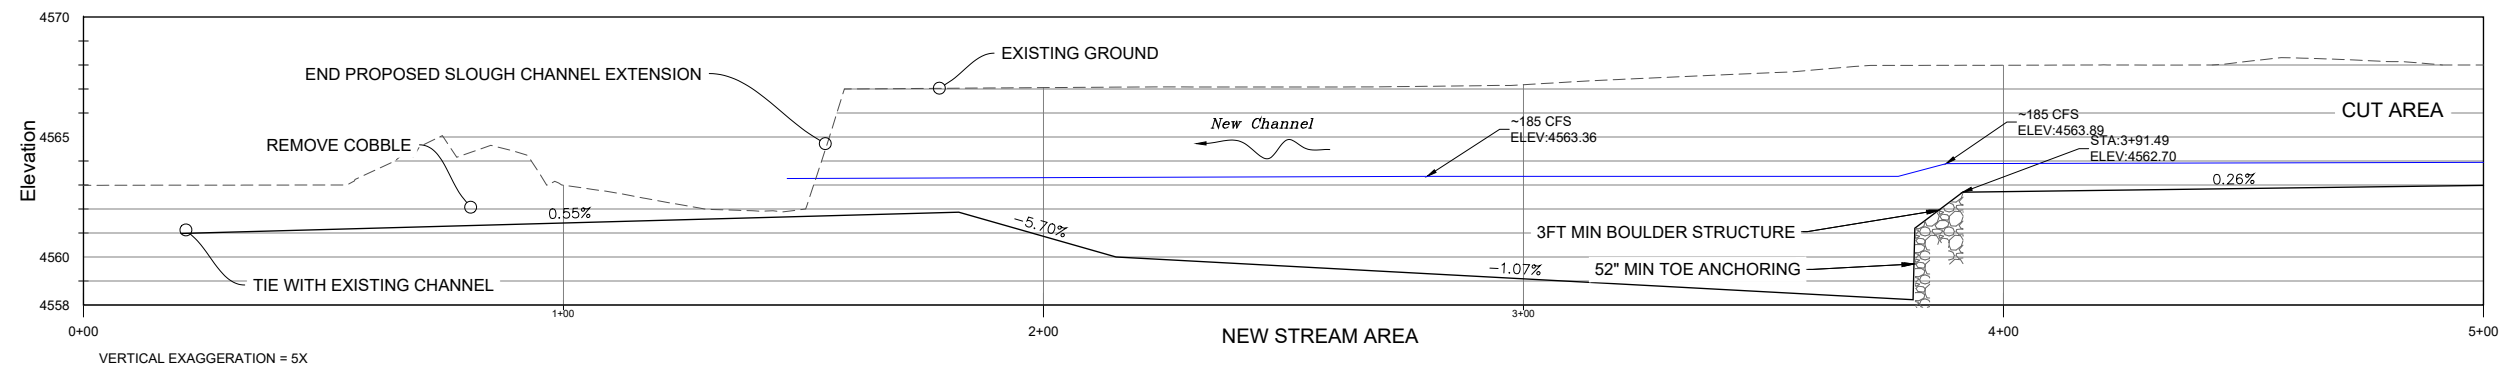 4570
EXISTING GROUND
END PROPOSED SLOUGH CHANNEL EXTENSION
CUT AREA
~185 CFS
ELEV:4563.89
New Channel
~185 CFS
ELEV:4563.36
4565
REMOVE COBBLE
STA:3+91.49
ELEV:4562.70
Elevation
0.26%
0.55%
-5.70%
3FT MIN BOULDER STRUCTURE
4560
-1.07%
52" MIN TOE ANCHORING
TIE WITH EXISTING CHANNEL
4558
1+00
3+00
0+00
2+00
4+00
5+00
NEW STREAM AREA
VERTICAL EXAGGERATION = 5X